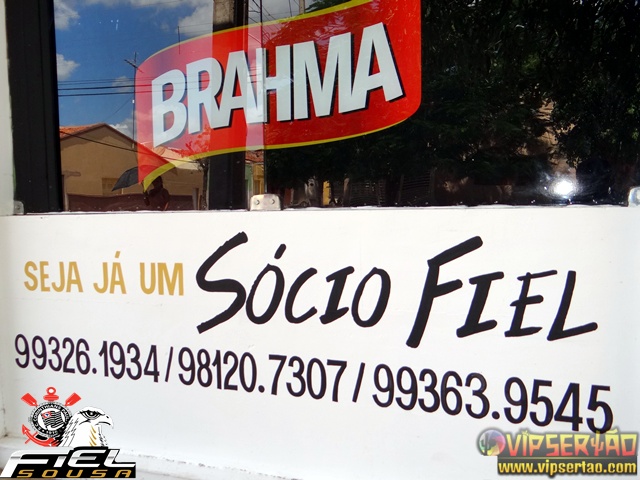 BRAHMA
SEJA JÁ UM SÓCIO FIEL
99326.1934/98120.7307/99363.9545
FIEL
SOUSA
VIPSERTÃO
www.vipsertao.com